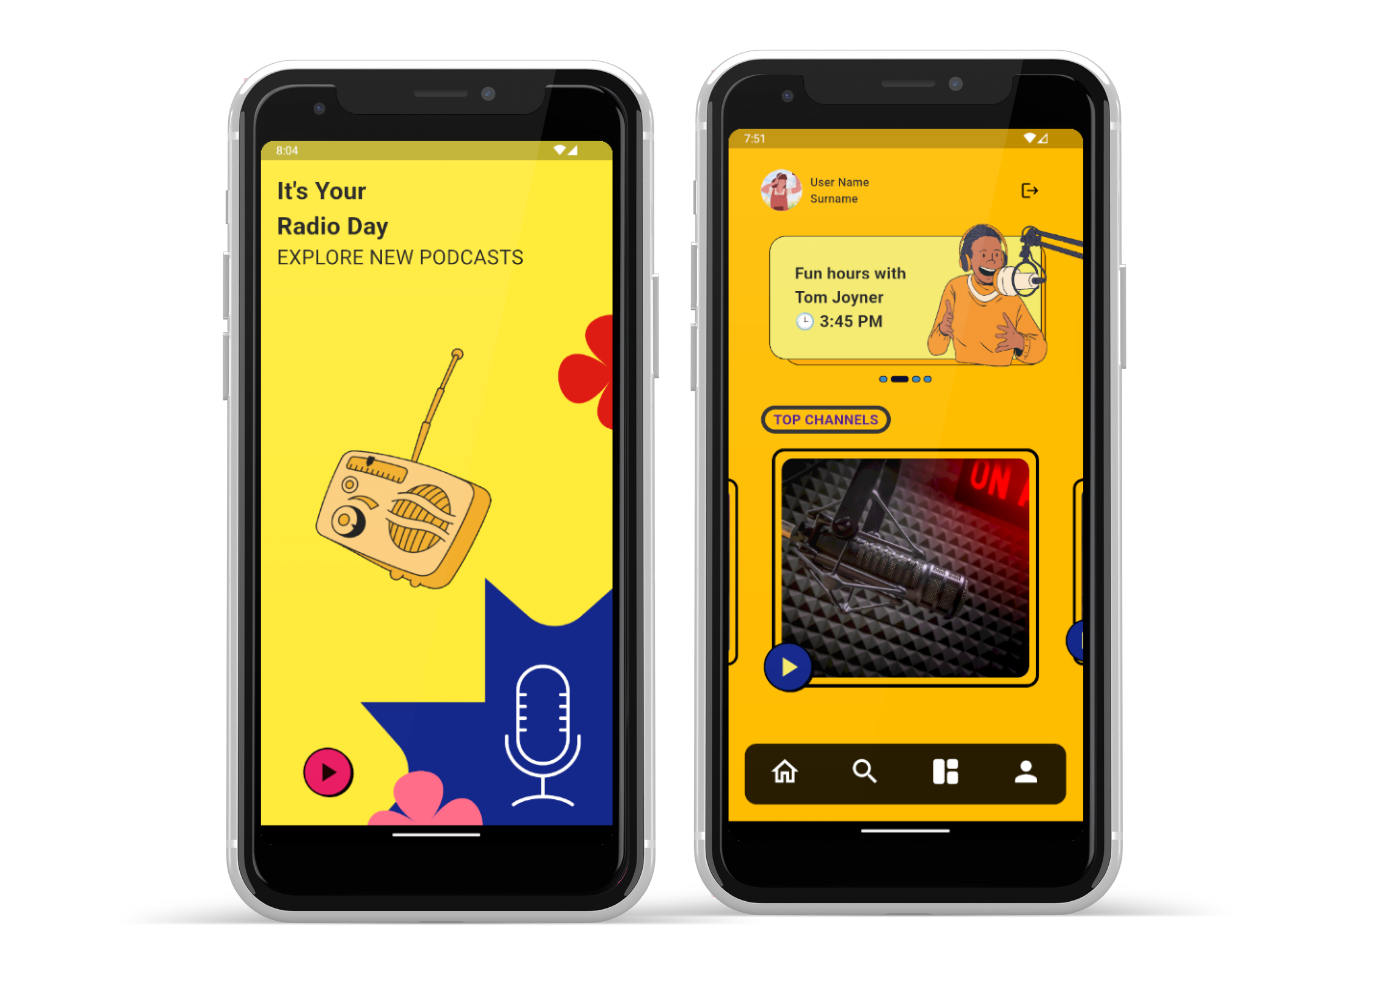 8:04
It's Your
Radio Day
EXPLORE NEW PODCASTS
7:51
User Name
Surname
Fun hours with
Tom Joyner
3:45 PM
TOP CHANNELS
ON